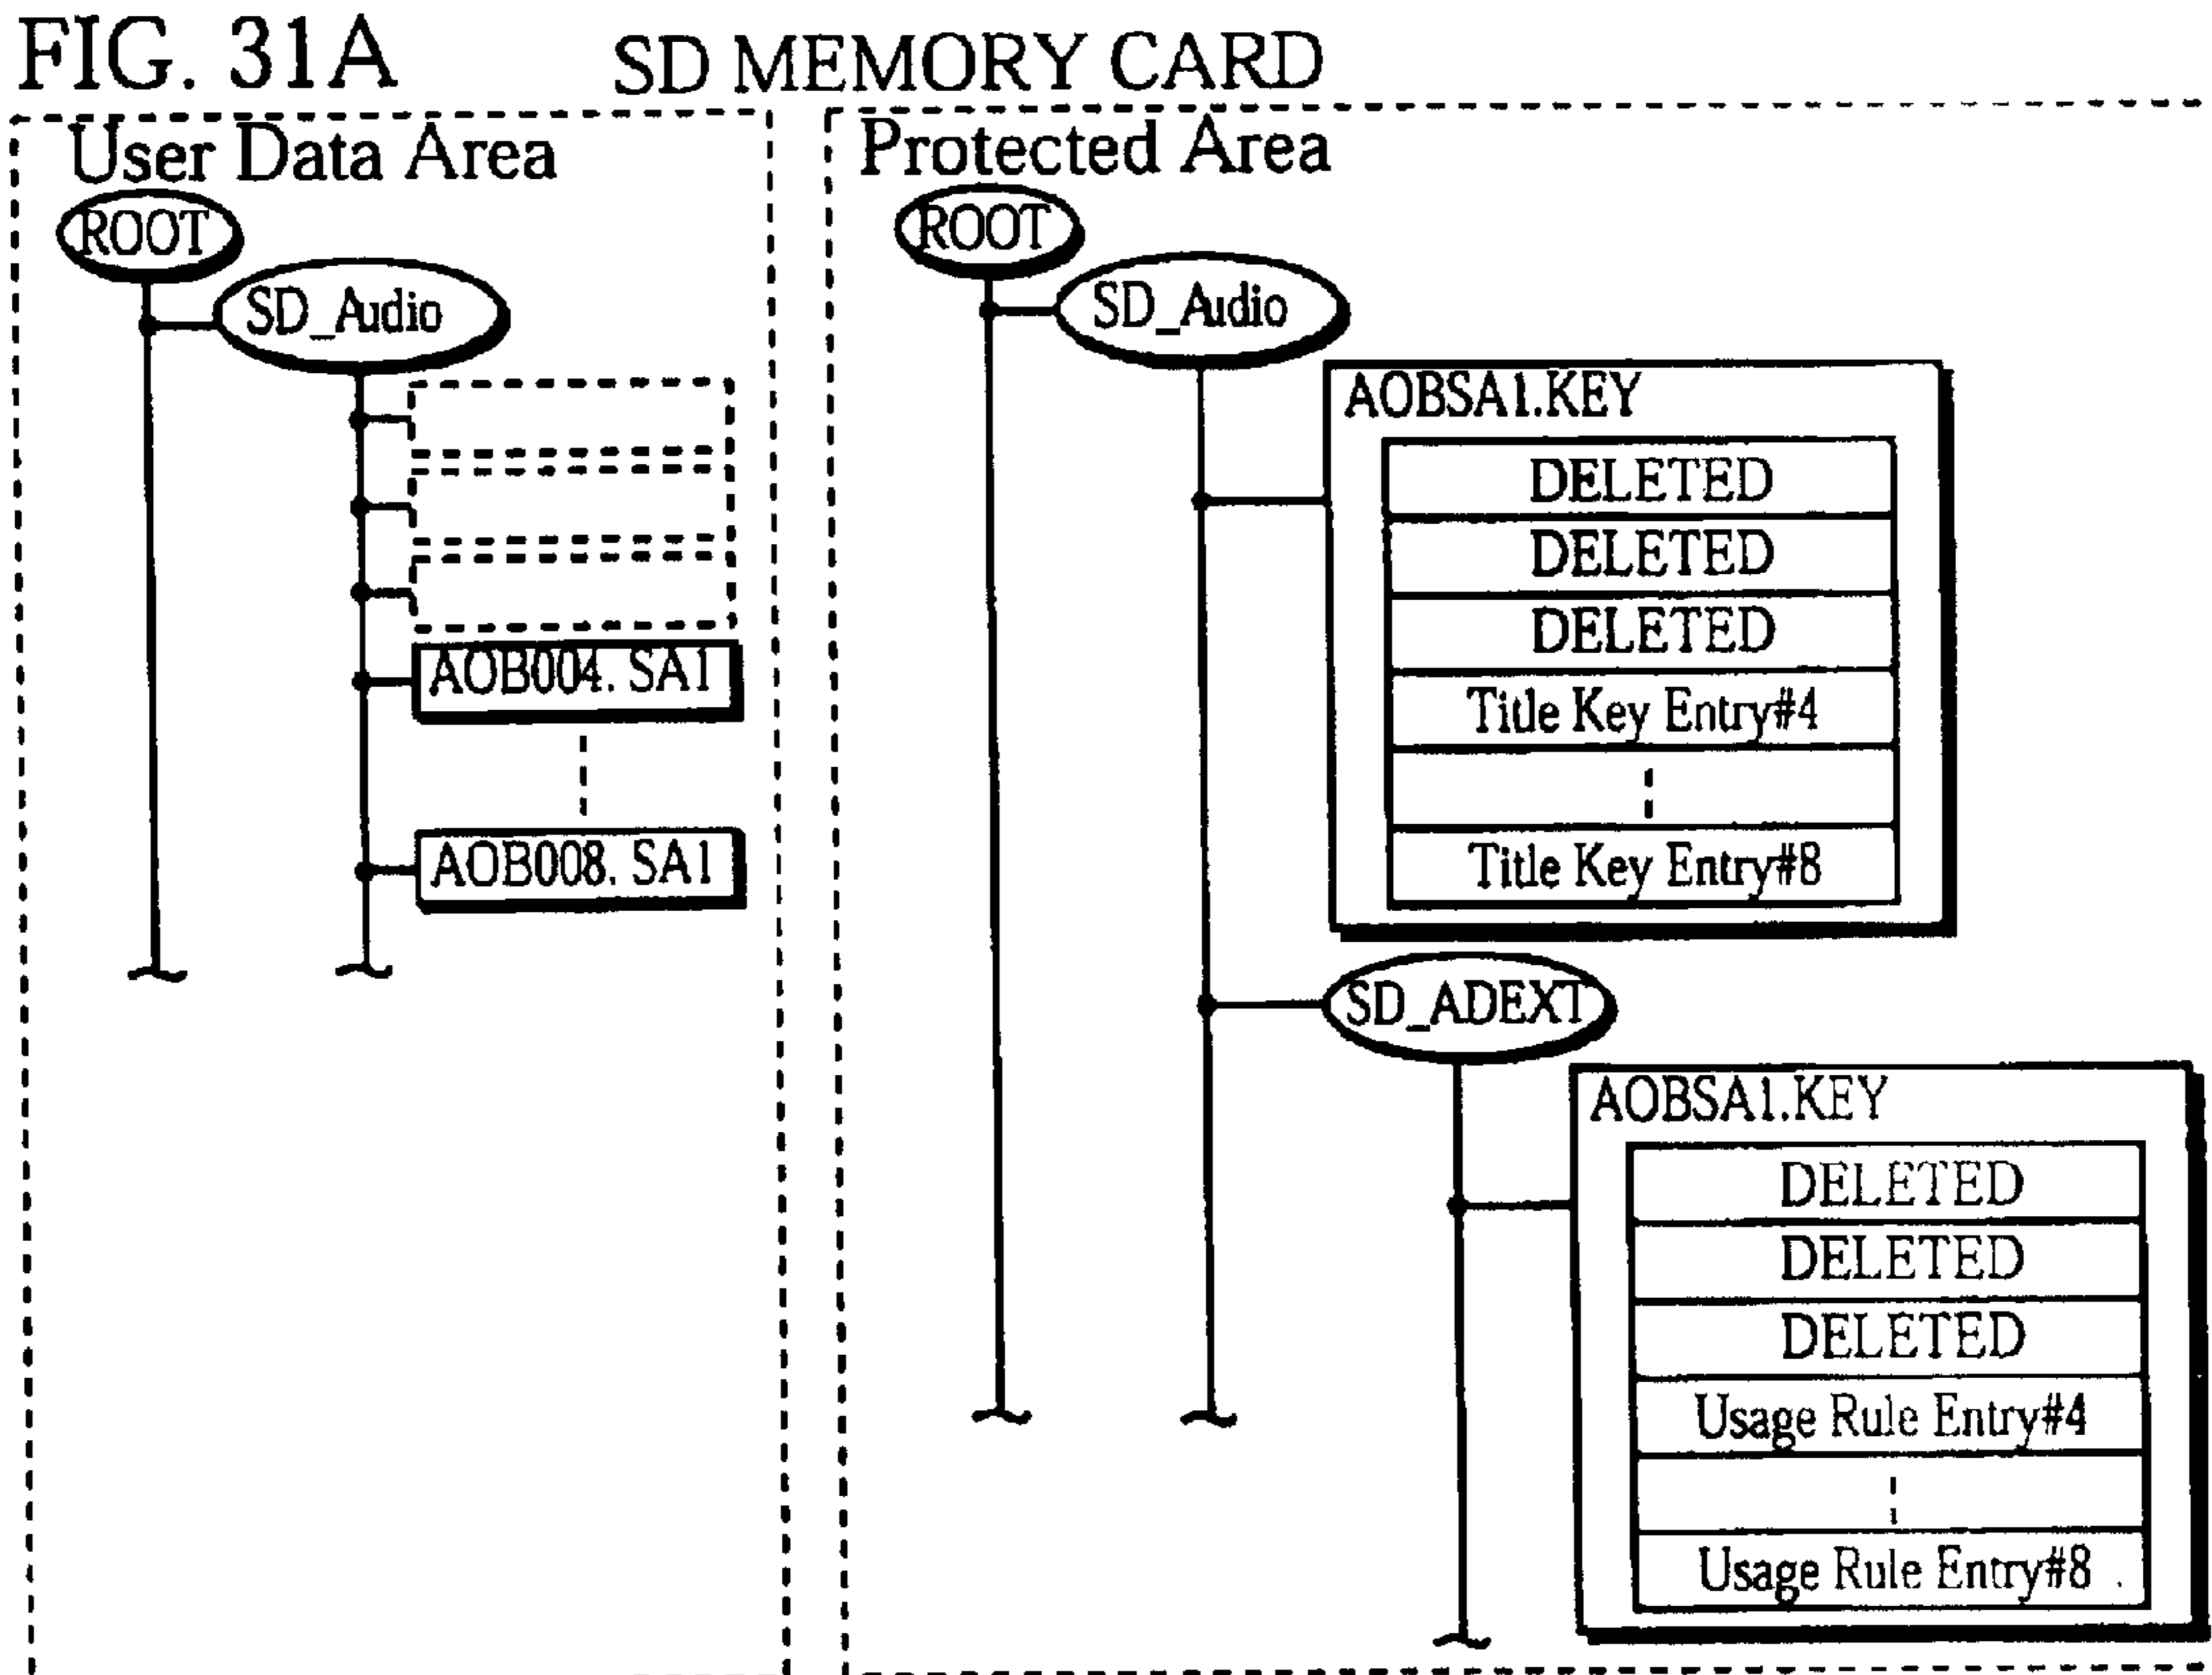 FIG. 31A
SD MEMORY CARD
User Data Area
ROOT
SD_Audio
AOB004. SA1
AOB008. SA1
Protected Area
ROOT
SD_Audio
AOBSA1.KEY
DELETED
DELETED
DELETED
Title Key Entry#4
Title Key Entry#8
SD_ADEXT
AOBSA1.KEY
DELETED
DELETED
DELETED
Usage Rule Entry#4
Usage Rule Entry#8